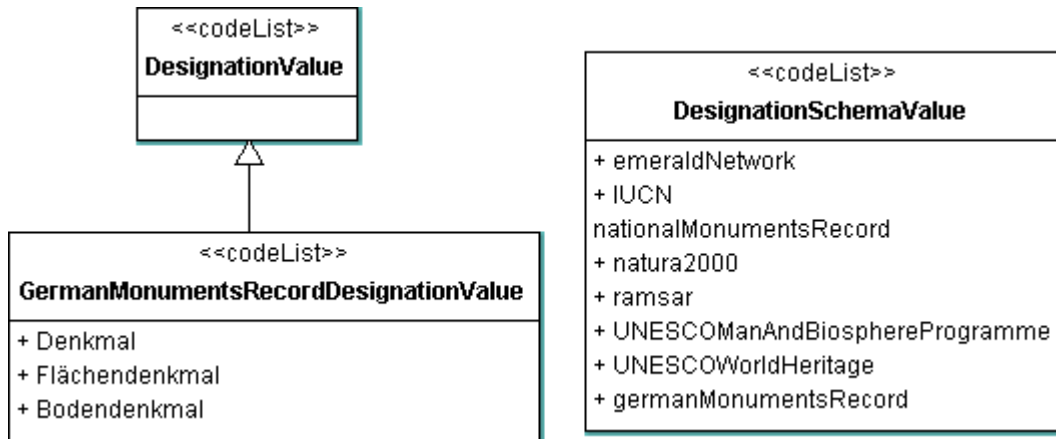 <<codeList>>
DesignationValue
<<codeList>>
GermanMonumentsRecordDesignationValue
+ Denkmal
+ Flächendenkmal
+ Bodendenkmal
<<codeList>>
DesignationSchemaValue
+ emeraldNetwork
+ IUCN
nationalMonumentsRecord
+ natura2000
+ ramsar
+ UNESCOManAndBiosphereProgramme
+ UNESCOWorldHeritage
+ germanMonumentsRecord